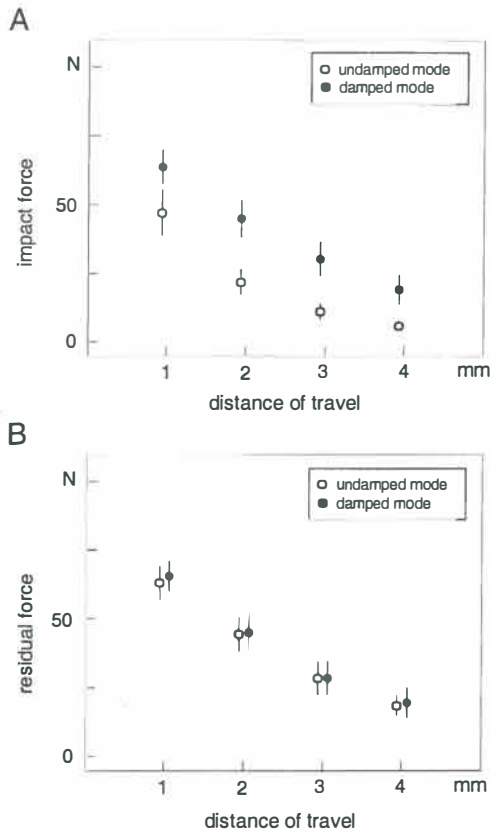 A
N
undamped mode
damped mode
impact force
50
0
1 2 3 4 mm
distance of travel
B
N
undamped mode
damped mode
residual force
50
0
1 2 3 4 mm
distance of travel